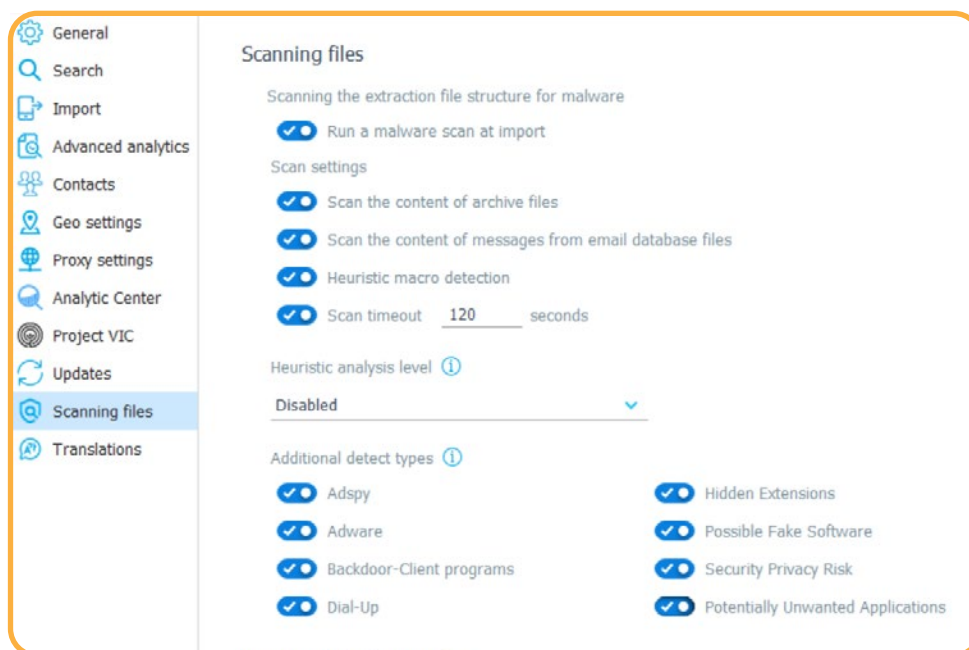 General
Search
Import
Advanced analytics
Contacts
Geo settings
Proxy settings
Analytic Center
Project VIC
Updates
Scanning files
Translations
Scanning files
Scanning the extraction file structure for malware
Run a malware scan at import
Scan settings
Scan the content of archive files
Scan the content of messages from email database files
Heuristic macro detection
Scan timeout 120 seconds
Heuristic analysis level
Disabled
Additional detect types
Adspy
Adware
Backdoor-Client programs
Dial-Up
Hidden Extensions
Possible Fake Software
Security Privacy Risk
Potentially Unwanted Applications